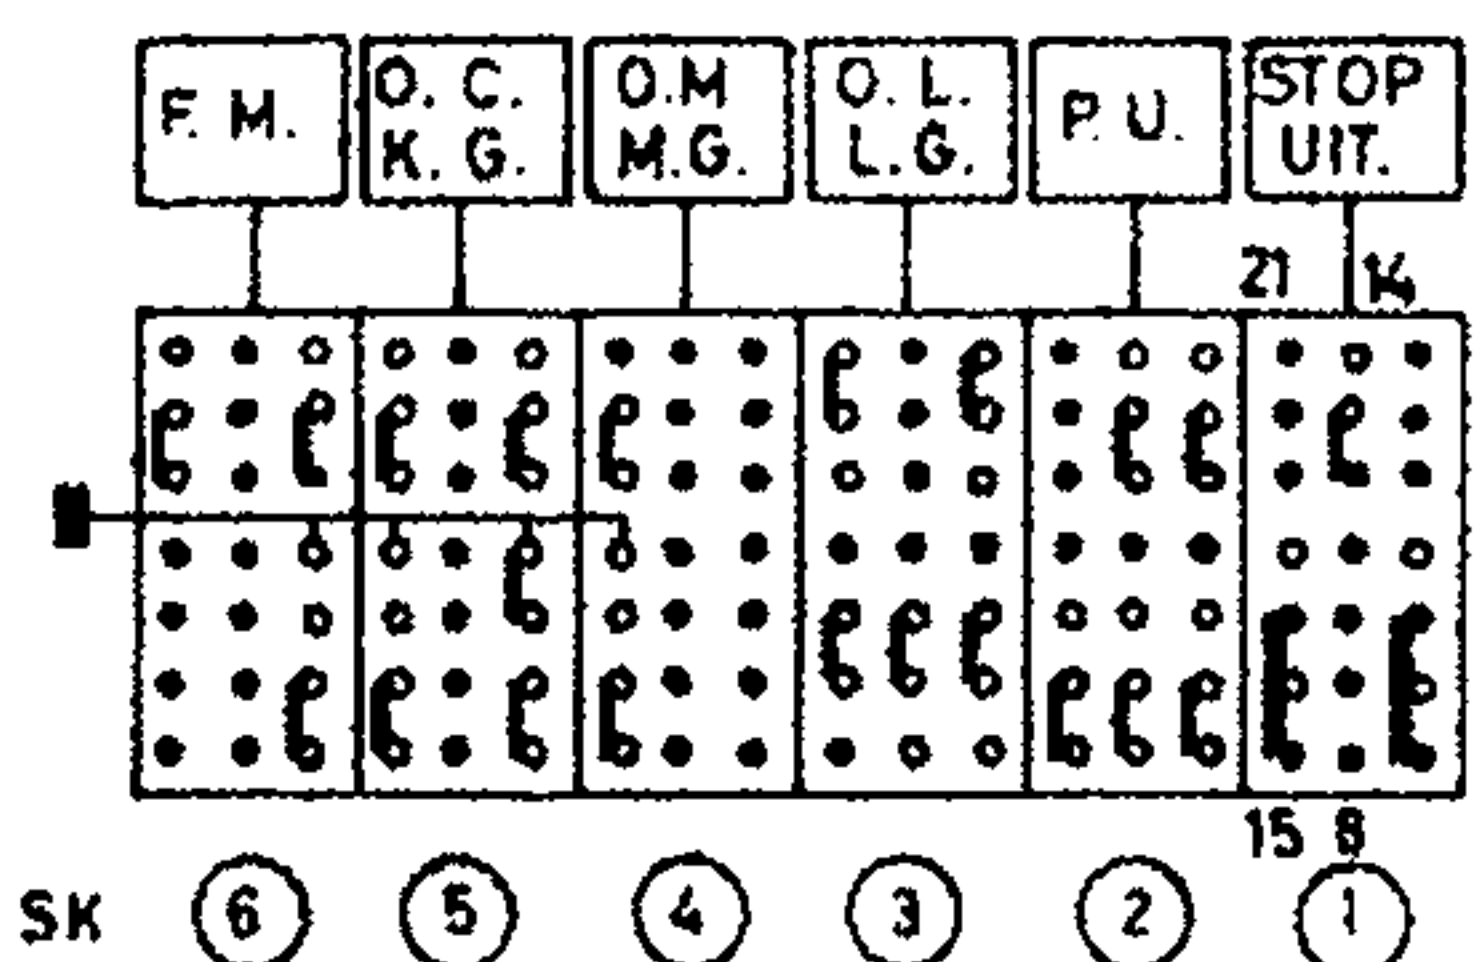 F. M.
O. C.
K. G.
O.M
M.G.
O. L.
L.G.
P. U.
STOP
UIT.
21 14
15 8
SK 6 5 4 3 2 1